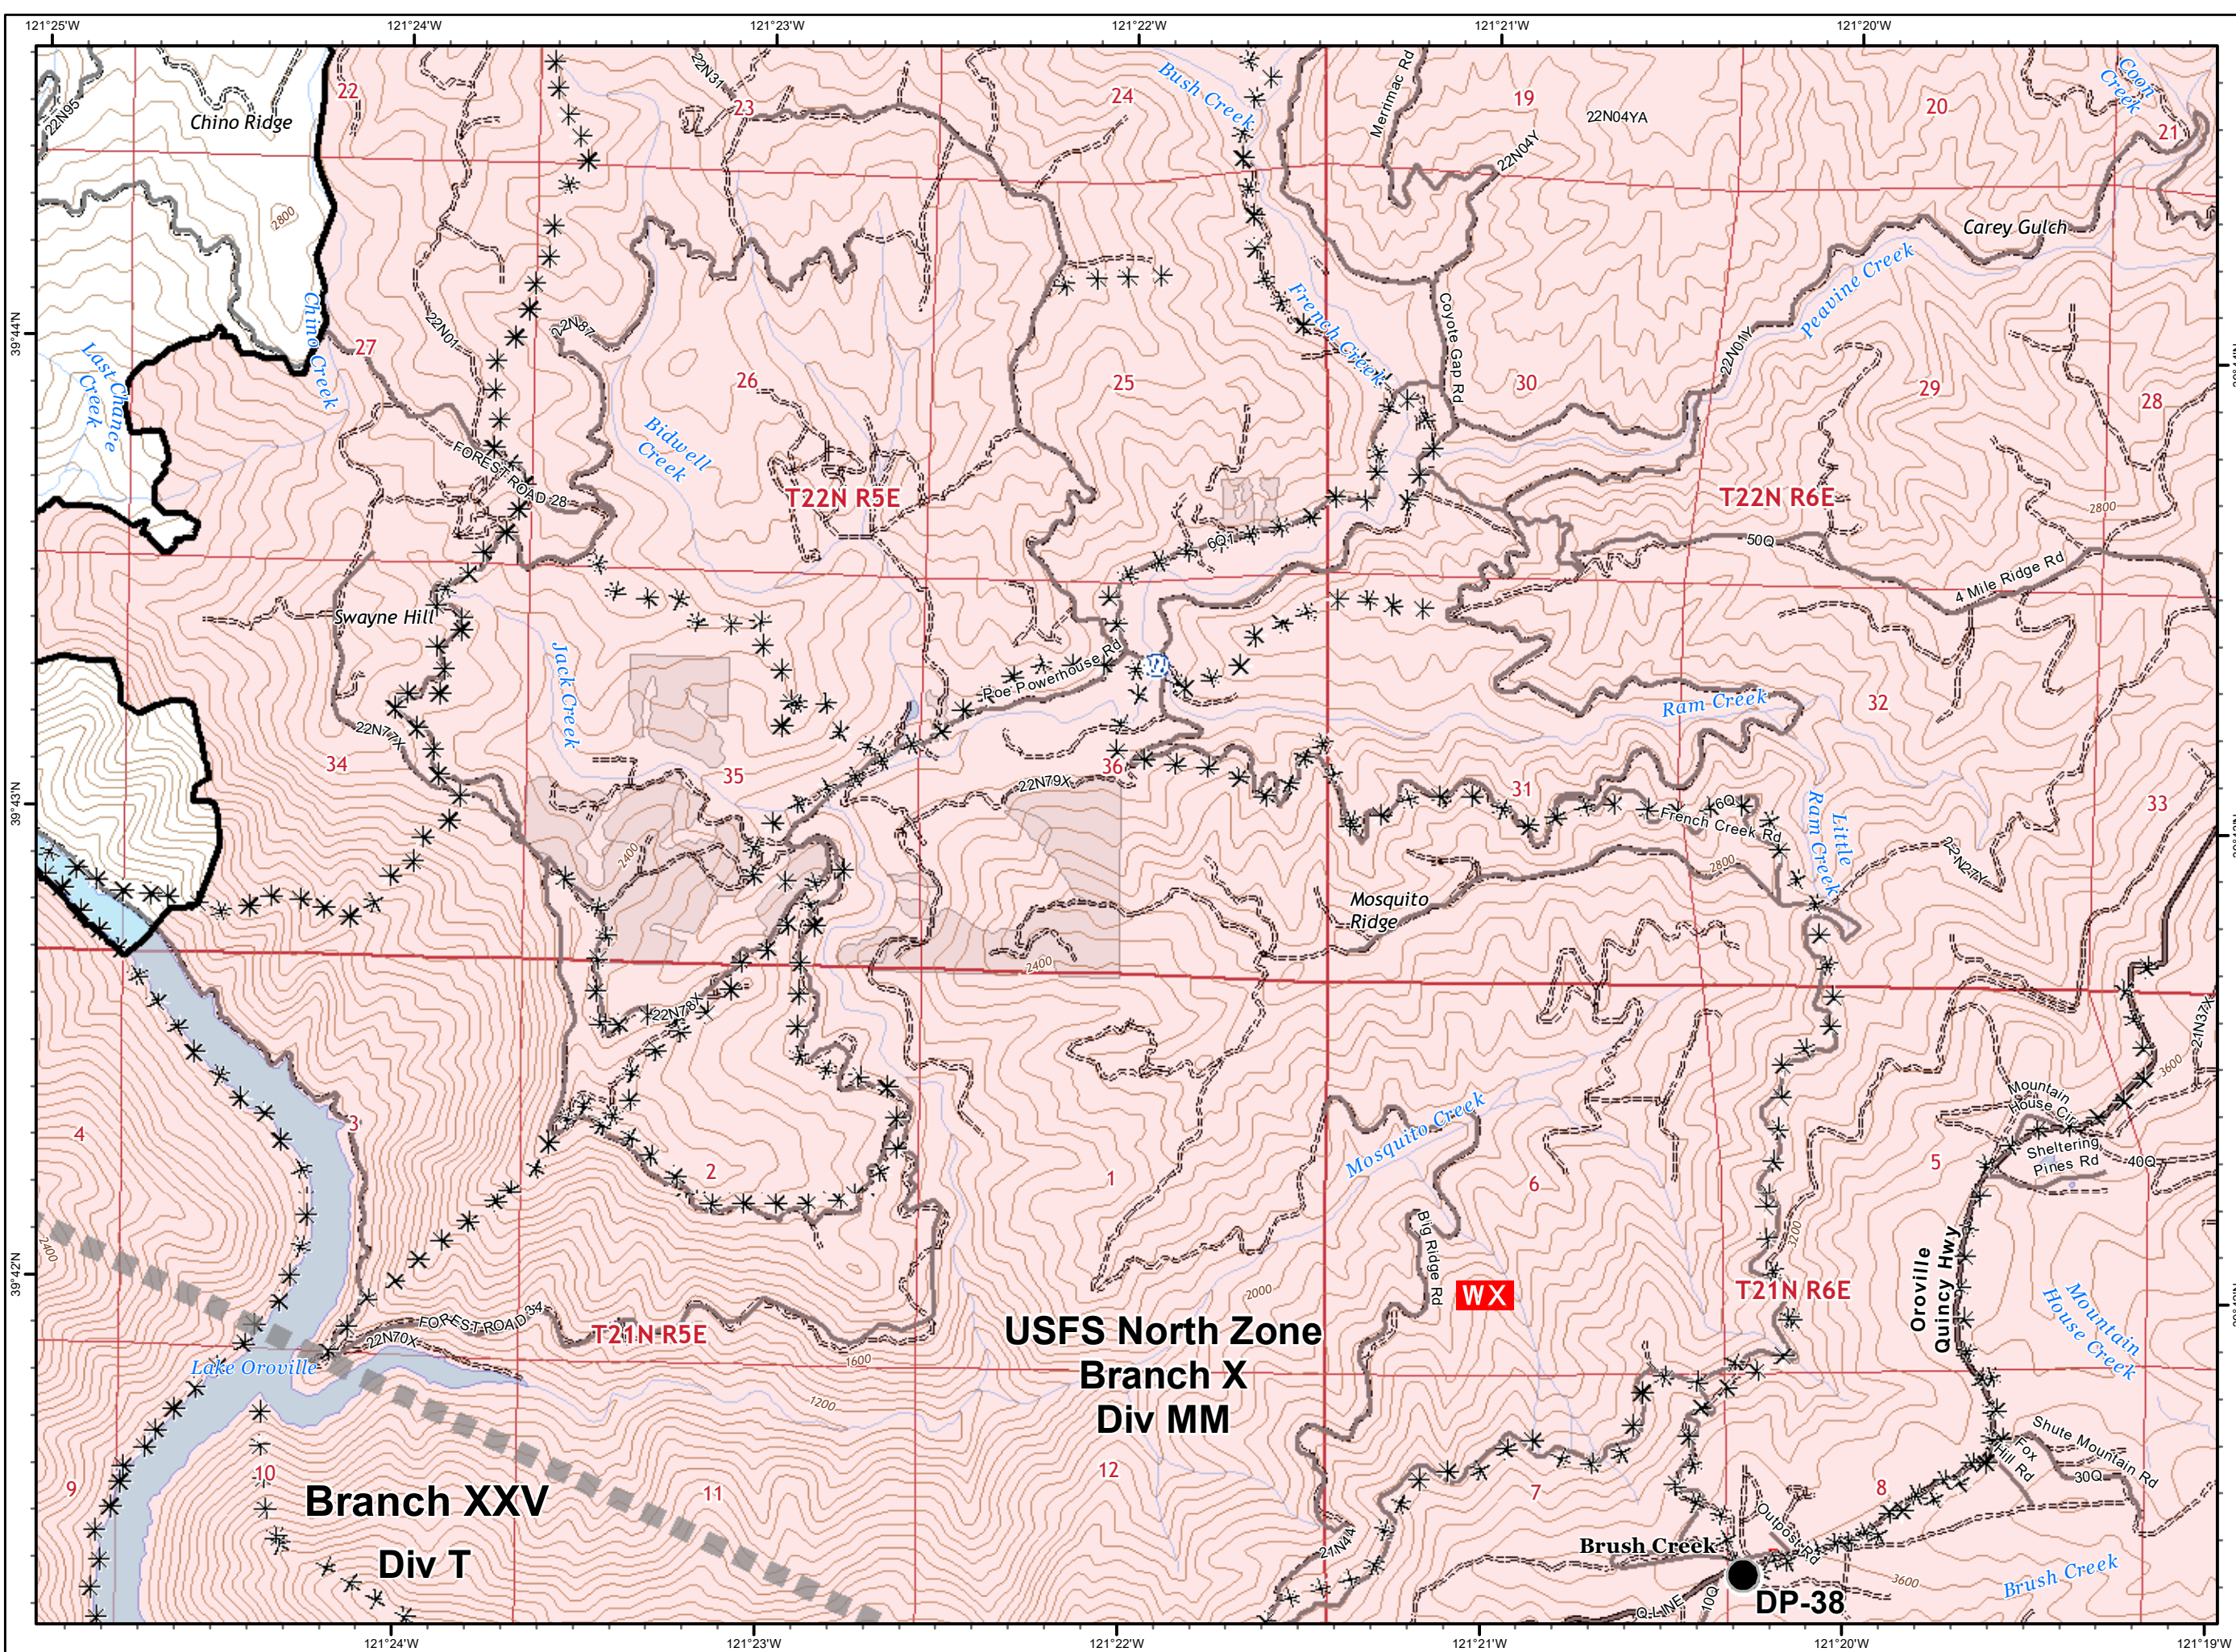 121°25'W
121°24'W
121°23'W
121°22'W
121°21'W
121°20'W
22N95
Chino Ridge
22
22N31
23
24
Bush Creek
Merrimac Rd
19
22N04YA
22N04Y
20
Coon
Creek
21
2800
Carey Gulch
Peavine Creek
39°44'N
Chino Creek
27
22N01
22N87
French Creek
Coyote Gap Rd
22N01Y
Last Chance
Creek
26
25
30
29
28
Bidwell
Creek
FOREST ROAD 28
T22N R5E
T22N R6E
2800
6Q1
50Q
4 Mile Ridge Rd
Swayne Hill
Jack Creek
Poe Powerhouse Rd
W
Ram Creek
32
22N77X
34
35
36
22N79X
31
6Q
French Creek Rd
33
39°43'N
Little
Ram Creek
2400
2800
22N27Y
Mosquito
Ridge
2400
22N78X
21N37X
3600
Mountain
House Cir
Sheltering
Pines Rd
40Q
4
3
2
1
Mosquito Creek
6
5
Big Ridge Rd
3200
Oroville
Quincy Hwy
Mountain
House Creek
39°42'N
2400
2000
WX
T21N R6E
FOREST ROAD 34
22N70X
T21N R5E
1600
USFS North Zone
Branch X
Div MM
Lake Oroville
1200
9
10
Branch XXV
Div T
11
12
7
8
Fox
Hill Rd
Shute Mountain Rd
30Q
21N44
Outpost Rd
Brush Creek
DP-38
3600
Brush Creek
Q-LINE
10Q
121°24'W
121°23'W
121°22'W
121°21'W
121°20'W
121°19'W